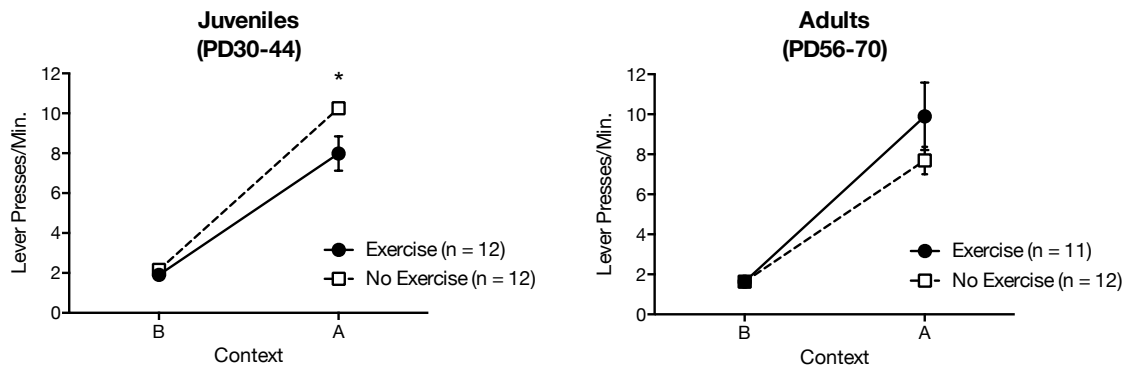 Juveniles
(PD30-44)
12
10
8
6
4
2
0
Lever Presses/Min.
*
Exercise (n = 12)
No Exercise (n = 12)
B
A
Context
Adults
(PD56-70)
12
10
8
6
4
2
0
Lever Presses/Min.
Exercise (n = 11)
No Exercise (n = 12)
B
A
Context